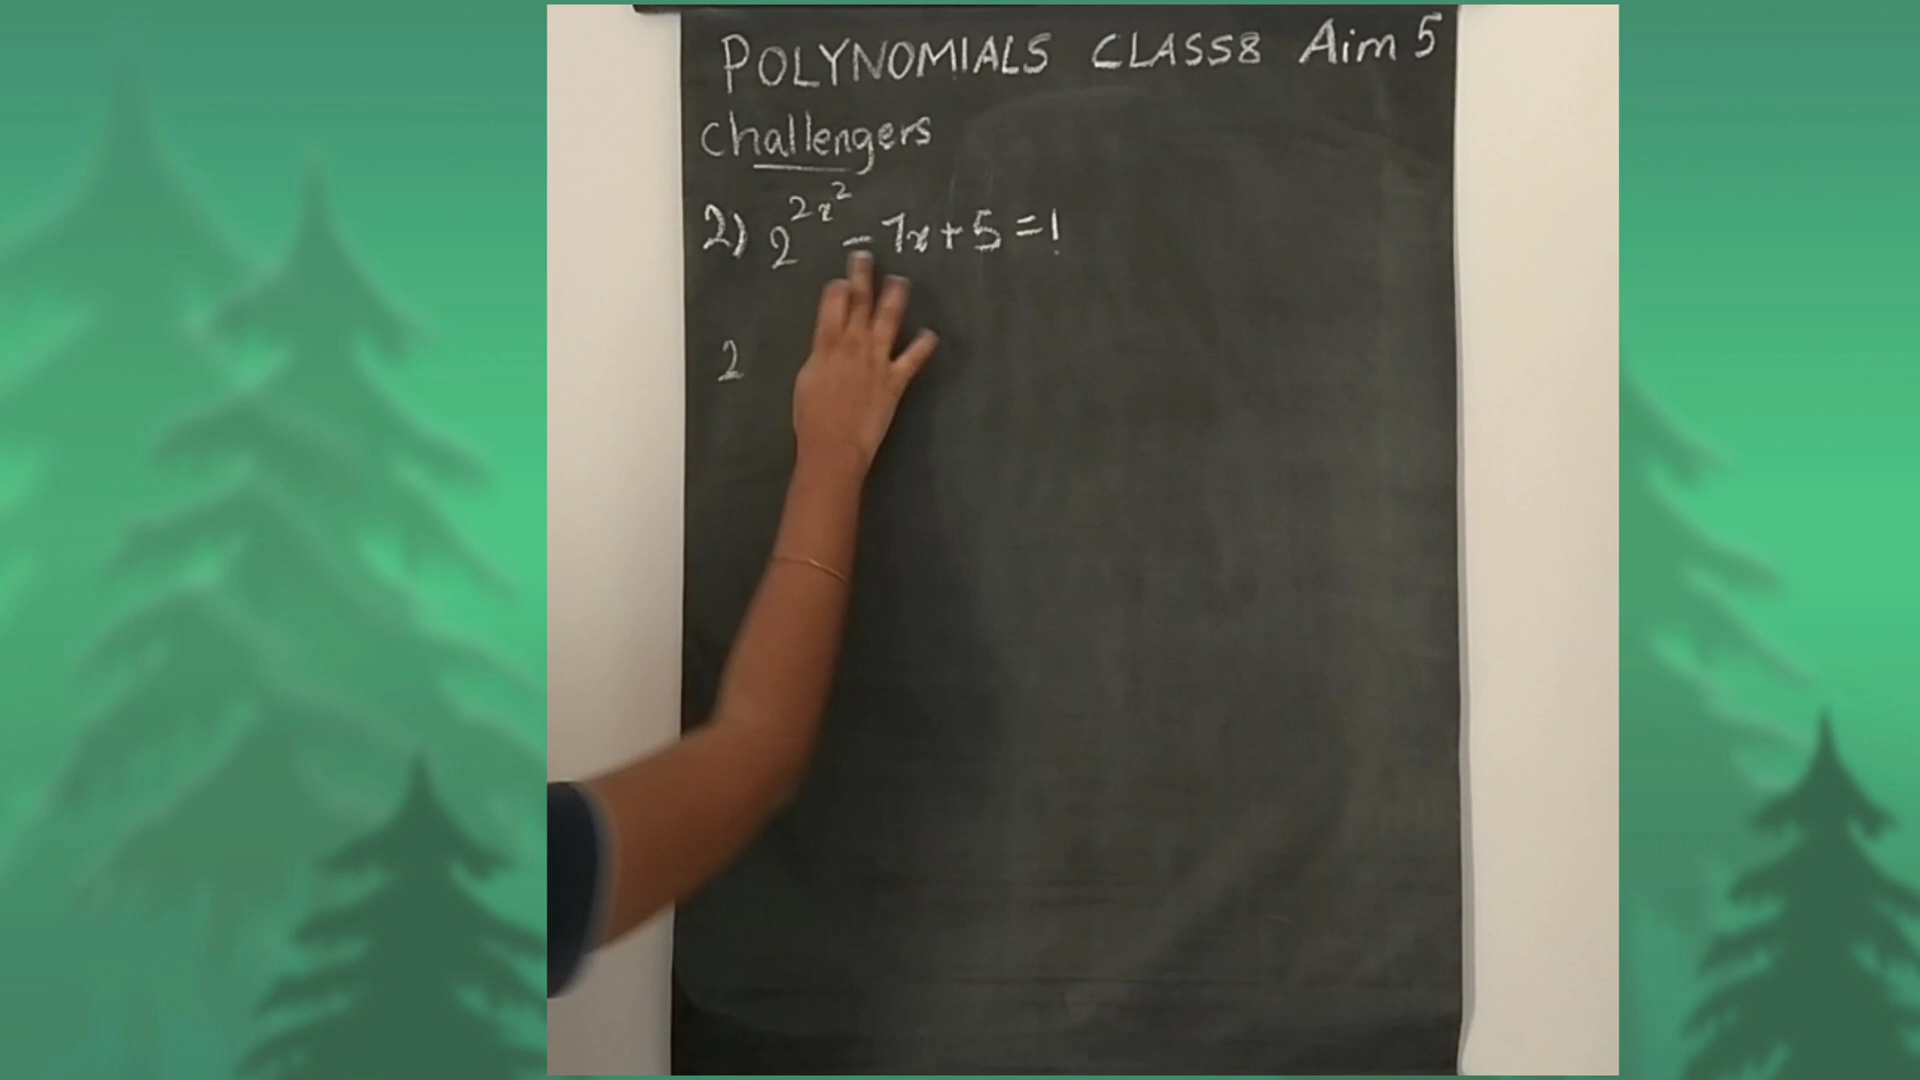 POLYNOMIALS CLASS8 Aim 5
Challengers
2) 2^2x^2 - 7x + 5 = 1
2